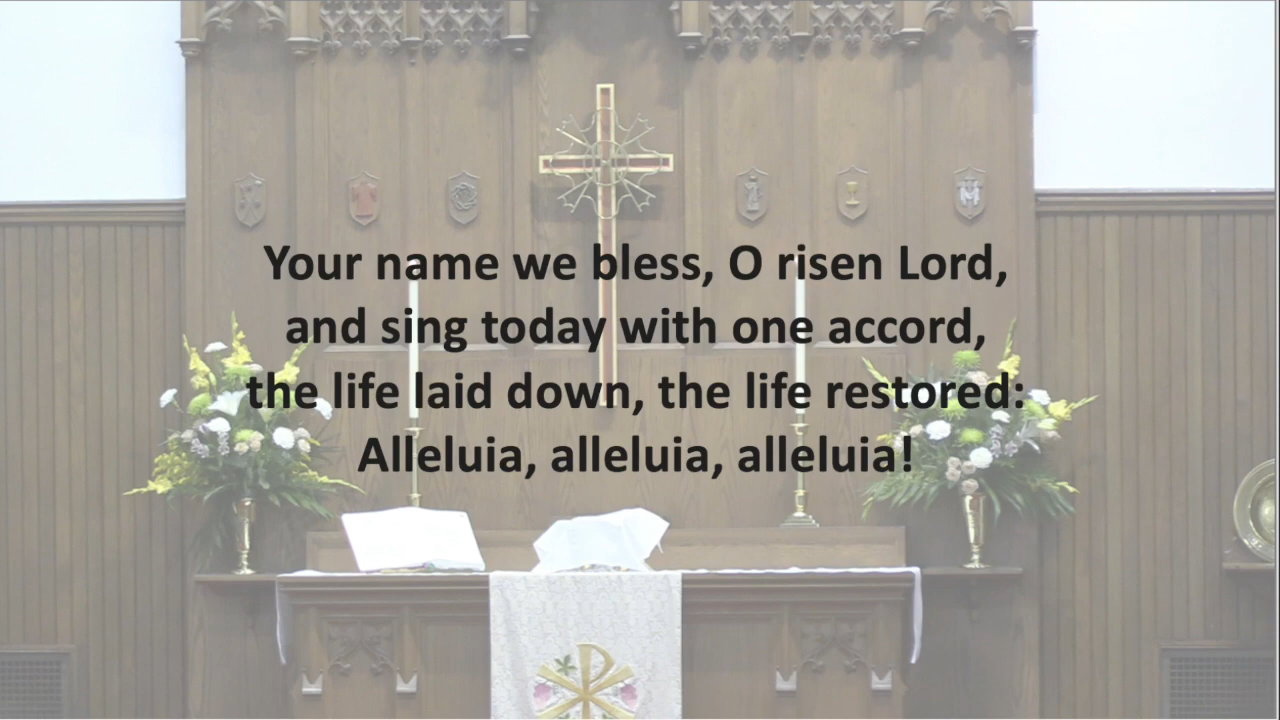 Your name we bless, O risen Lord,
and sing today with one accord,
the life laid down, the life restored:
Alleluia, alleluia, alleluia!